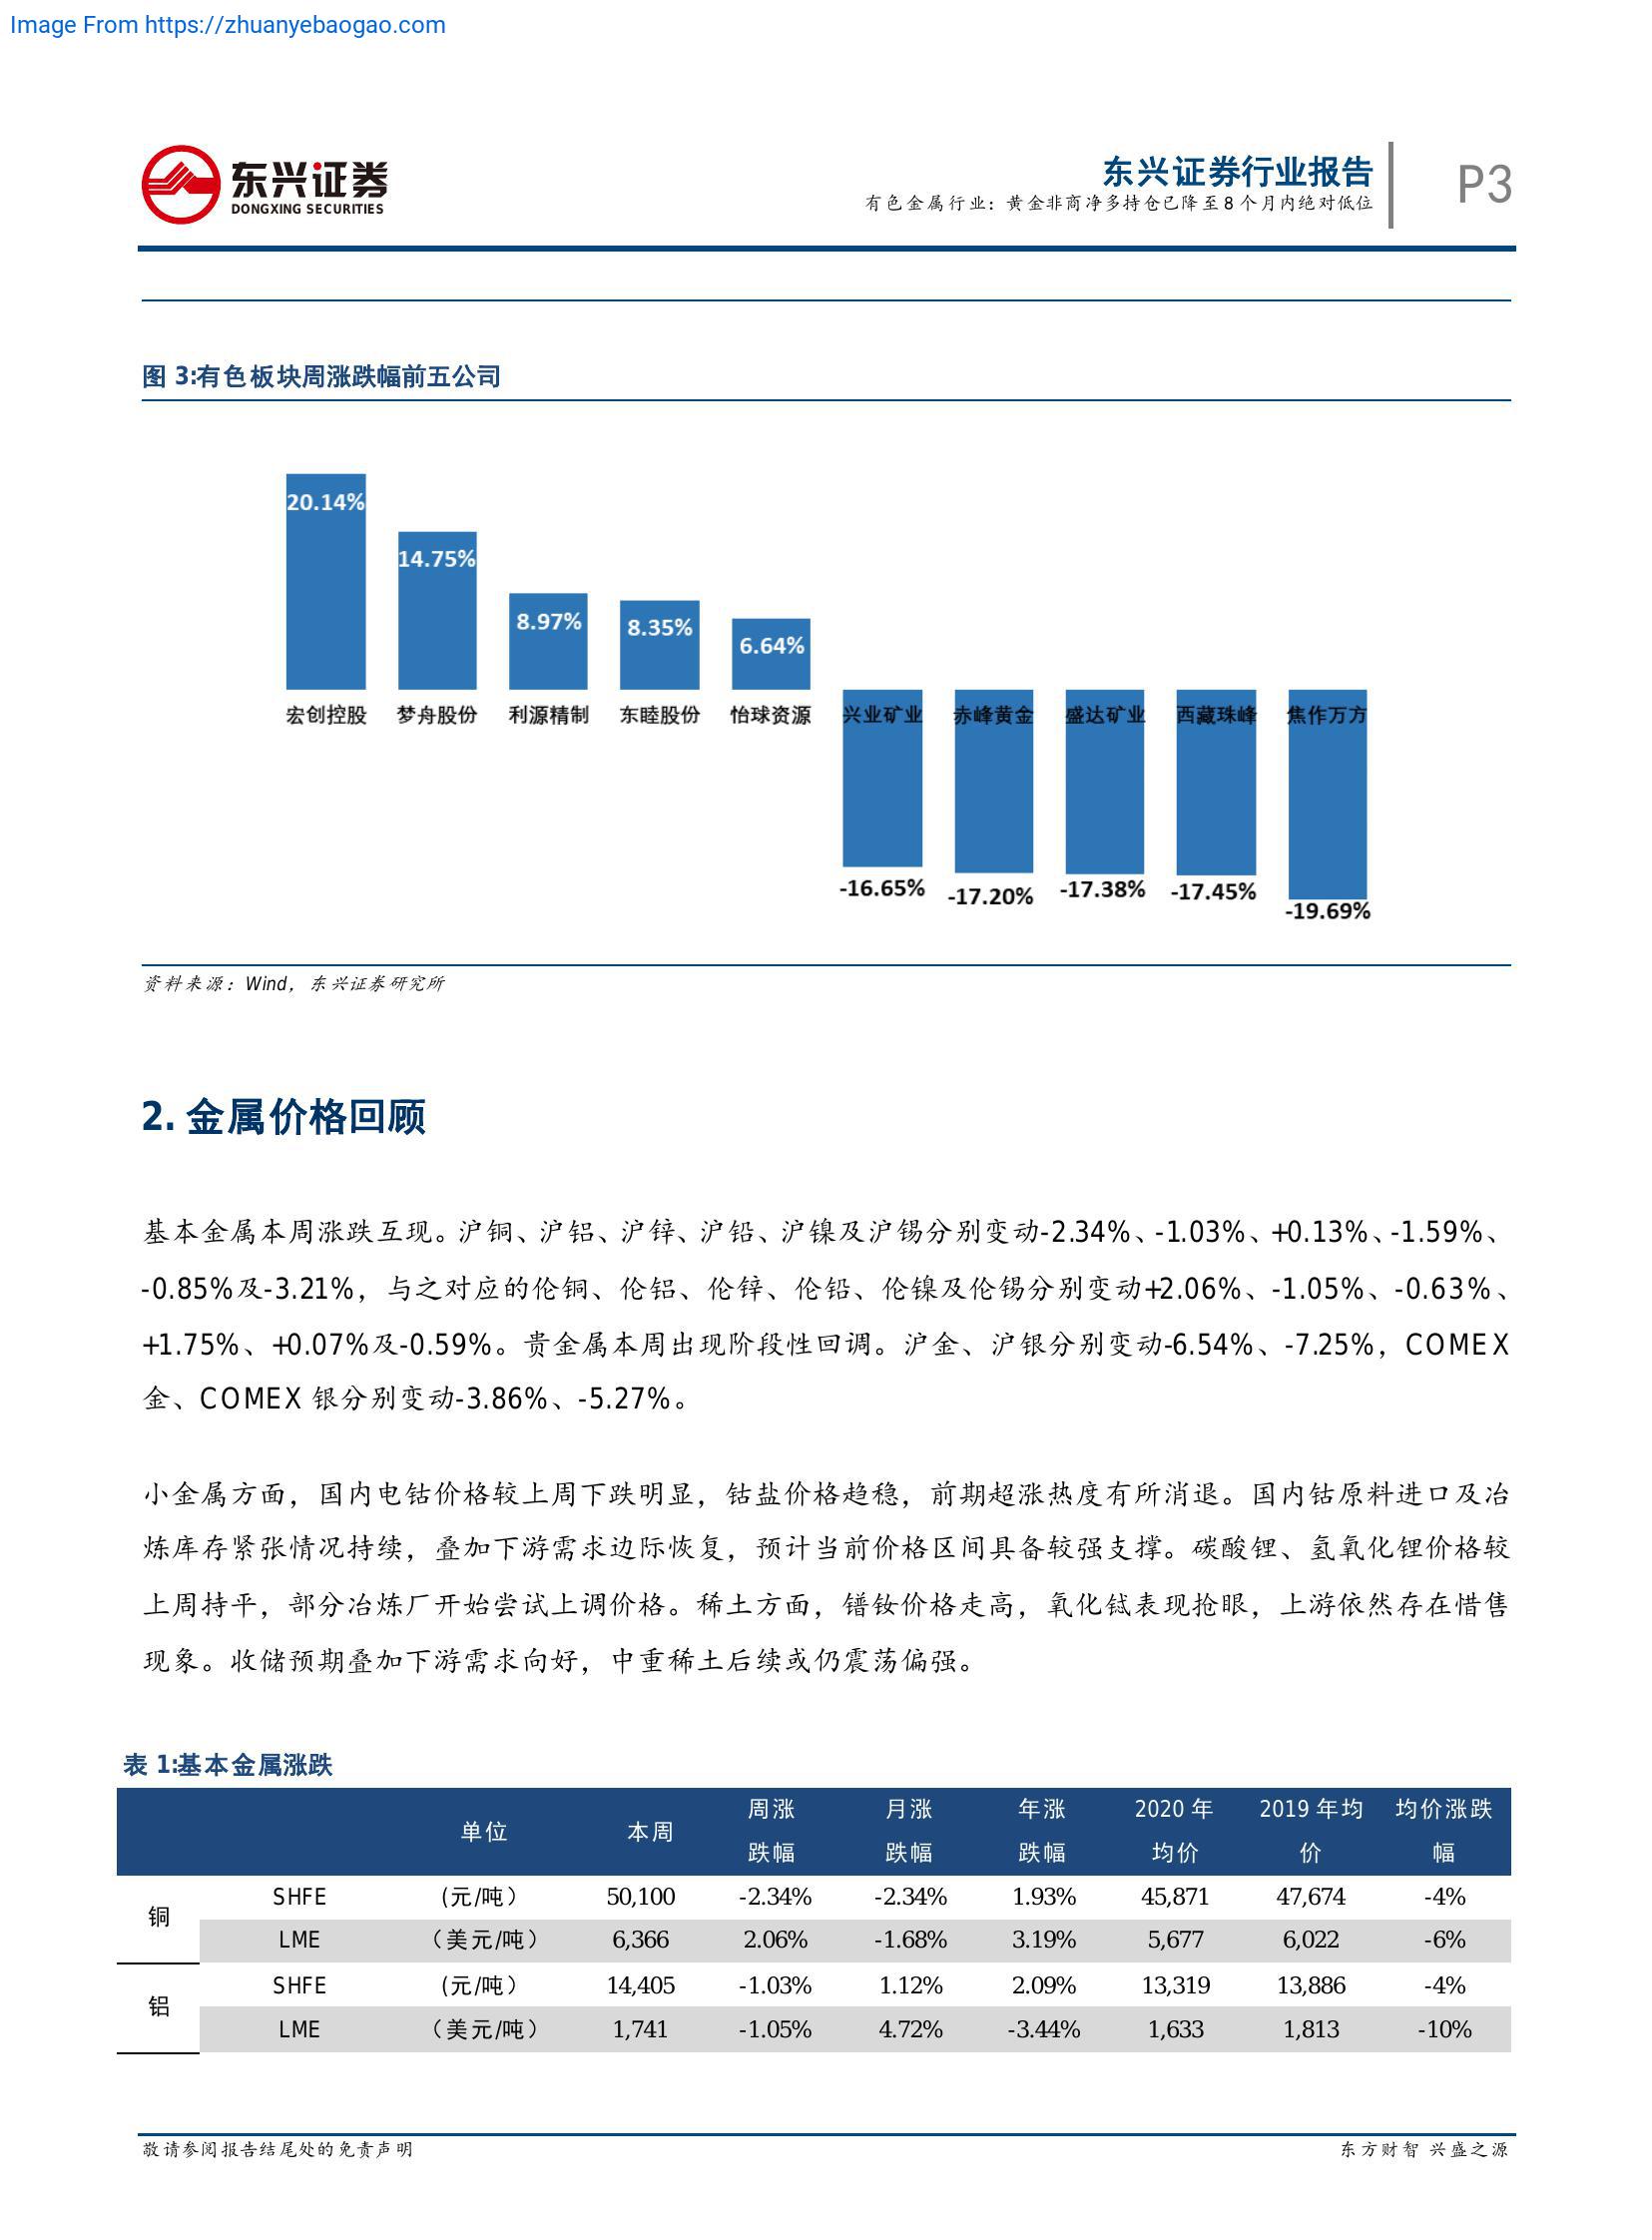 Image From https://zhuanyebaogao.com
东兴证券
DONGXING SECURITIES
东兴证券行业报告
有色金属行业：黄金非商净多持仓已降至8个月内绝对低位
P3
图 3:有色板块周涨跌幅前五公司
20.14%
14.75%
8.97%
8.35%
6.64%
宏创控股 梦舟股份 利源精制 东睦股份 怡球资源 兴业矿业 赤峰黄金 盛达矿业 西藏珠峰 焦作万方
-16.65% -17.20% -17.38% -17.45% -19.69%
资料来源：Wind，东兴证券研究所
2. 金属价格回顾
基本金属本周涨跌互现。沪铜、沪铝、沪锌、沪铅、沪镍及沪锡分别变动-2.34%、-1.03%、+0.13%、-1.59%、
-0.85%及-3.21%，与之对应的伦铜、伦铝、伦锌、伦铅、伦镍及伦锡分别变动+2.06%、-1.05%、-0.63%、
+1.75%、+0.07%及-0.59%。贵金属本周出现阶段性回调。沪金、沪银分别变动-6.54%、-7.25%，COMEX
金、COMEX 银分别变动-3.86%、-5.27%。
小金属方面，国内电钴价格较上周下跌明显，钴盐价格趋稳，前期超涨热度有所消退。国内钴原料进口及冶
炼库存紧张情况持续，叠加下游需求边际恢复，预计当前价格区间具备较强支撑。碳酸锂、氢氧化锂价格较
上周持平，部分冶炼厂开始尝试上调价格。稀土方面，镨钕价格走高，氧化铽表现抢眼，上游依然存在惜售
现象。收储预期叠加下游需求向好，中重稀土后续或仍震荡偏强。
表 1:基本金属涨跌
单位 本周 周涨跌幅 月涨跌幅 年涨跌幅 2020 年均价 2019 年均价 均价涨跌幅
铜 SHFE （元/吨） 50,100 -2.34% -2.34% 1.93% 45,871 47,674 -4%
LME （美元/吨） 6,366 2.06% -1.68% 3.19% 5,677 6,022 -6%
铝 SHFE （元/吨） 14,405 -1.03% 1.12% 2.09% 13,319 13,886 -4%
LME （美元/吨） 1,741 -1.05% 4.72% -3.44% 1,633 1,813 -10%
敬请参阅报告结尾处的免责声明
东方财智 兴盛之源